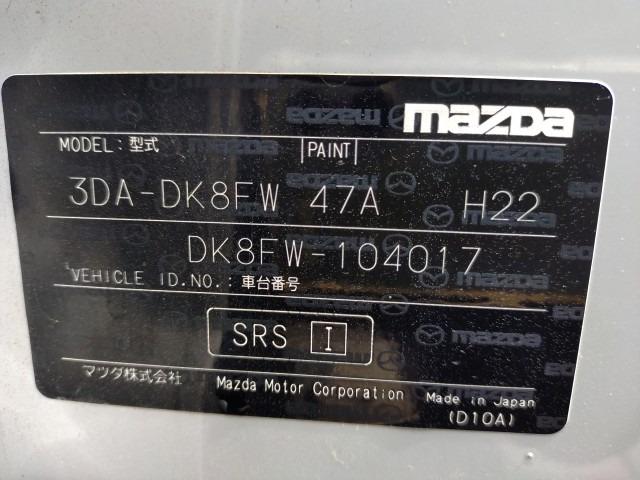 mazda
MODEL:型式 PAINT
3DA-DK8FW 47A H22
DK8FW-104017
VEHICLE ID.NO.:車台番号
SRS I
マツダ株式会社 Mazda Motor Corporation Made in Japan
(D10A)